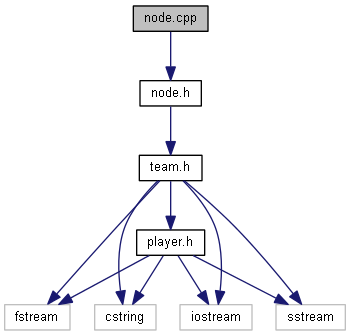 node.cpp
node.h
team.h
player.h
fstream
cstring
iostream
sstream